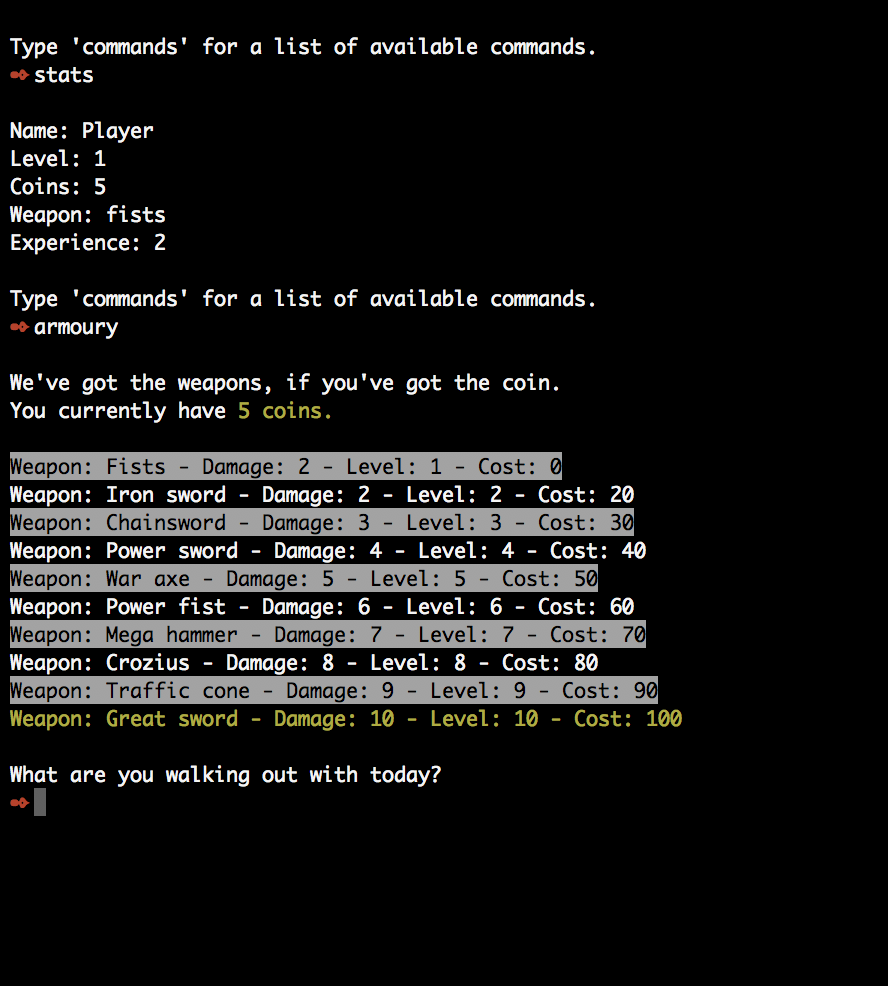 Type 'commands' for a list of available commands.
stats
Name: Player
Level: 1
Coins: 5
Weapon: fists
Experience: 2
Type 'commands' for a list of available commands.
armoury
We've got the weapons, if you've got the coin.
You currently have 5 coins.
Weapon: Fists - Damage: 2 - Level: 1 - Cost: 0
Weapon: Iron sword - Damage: 2 - Level: 2 - Cost: 20
Weapon: Chainsword - Damage: 3 - Level: 3 - Cost: 30
Weapon: Power sword - Damage: 4 - Level: 4 - Cost: 40
Weapon: War axe - Damage: 5 - Level: 5 - Cost: 50
Weapon: Power fist - Damage: 6 - Level: 6 - Cost: 60
Weapon: Mega hammer - Damage: 7 - Level: 7 - Cost: 70
Weapon: Crozius - Damage: 8 - Level: 8 - Cost: 80
Weapon: Traffic cone - Damage: 9 - Level: 9 - Cost: 90
Weapon: Great sword - Damage: 10 - Level: 10 - Cost: 100
What are you walking out with today?